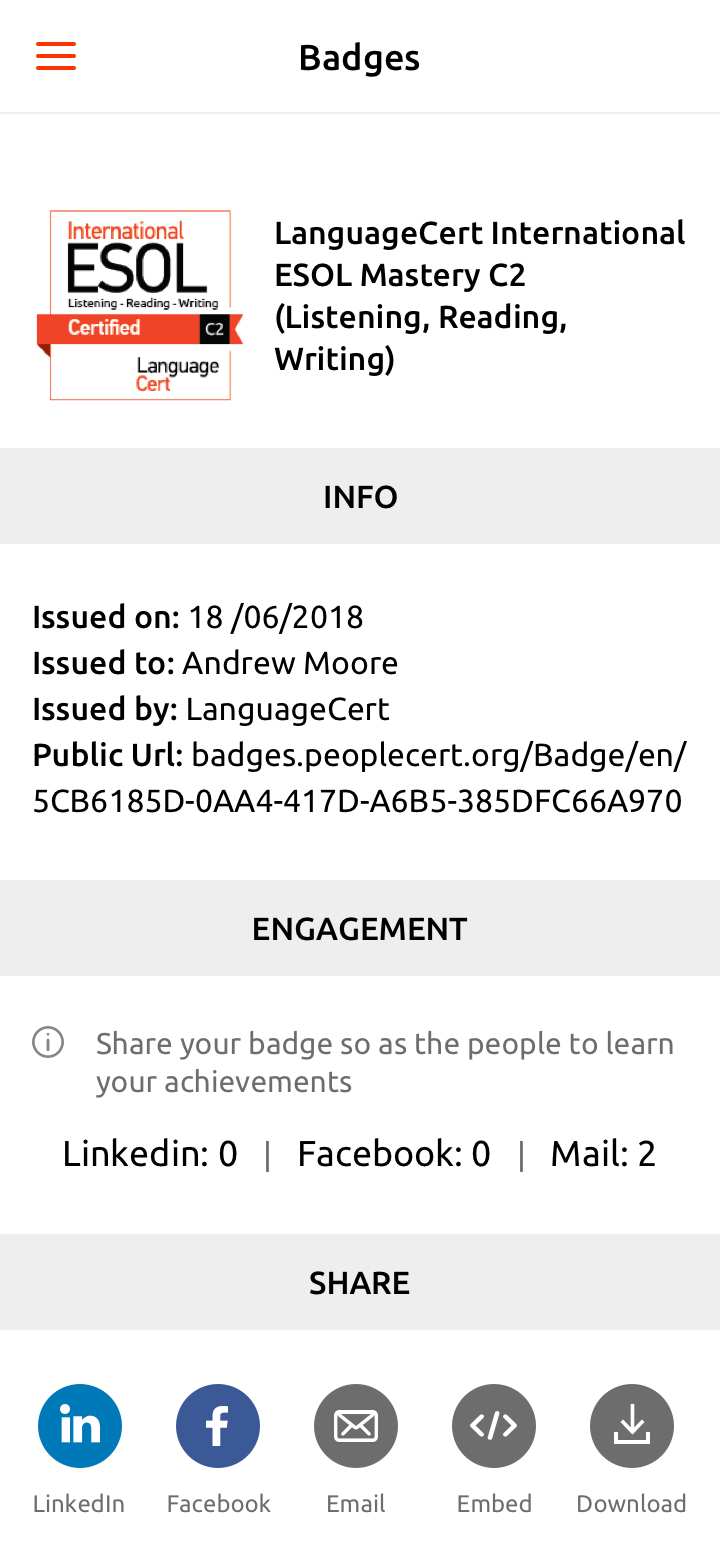 Badges
International
ESOL
Listening - Reading - Writing
Certified C2
Language
Cert
LanguageCert International
ESOL Mastery C2
(Listening, Reading,
Writing)
INFO
Issued on: 18 /06/2018
Issued to: Andrew Moore
Issued by: LanguageCert
Public Url: badges.peoplecert.org/Badge/en/
5CB6185D-0AA4-417D-A6B5-385DFC66A970
ENGAGEMENT
Share your badge so as the people to learn
your achievements
Linkedin: 0 | Facebook: 0 | Mail: 2
SHARE
LinkedIn Facebook Email Embed Download